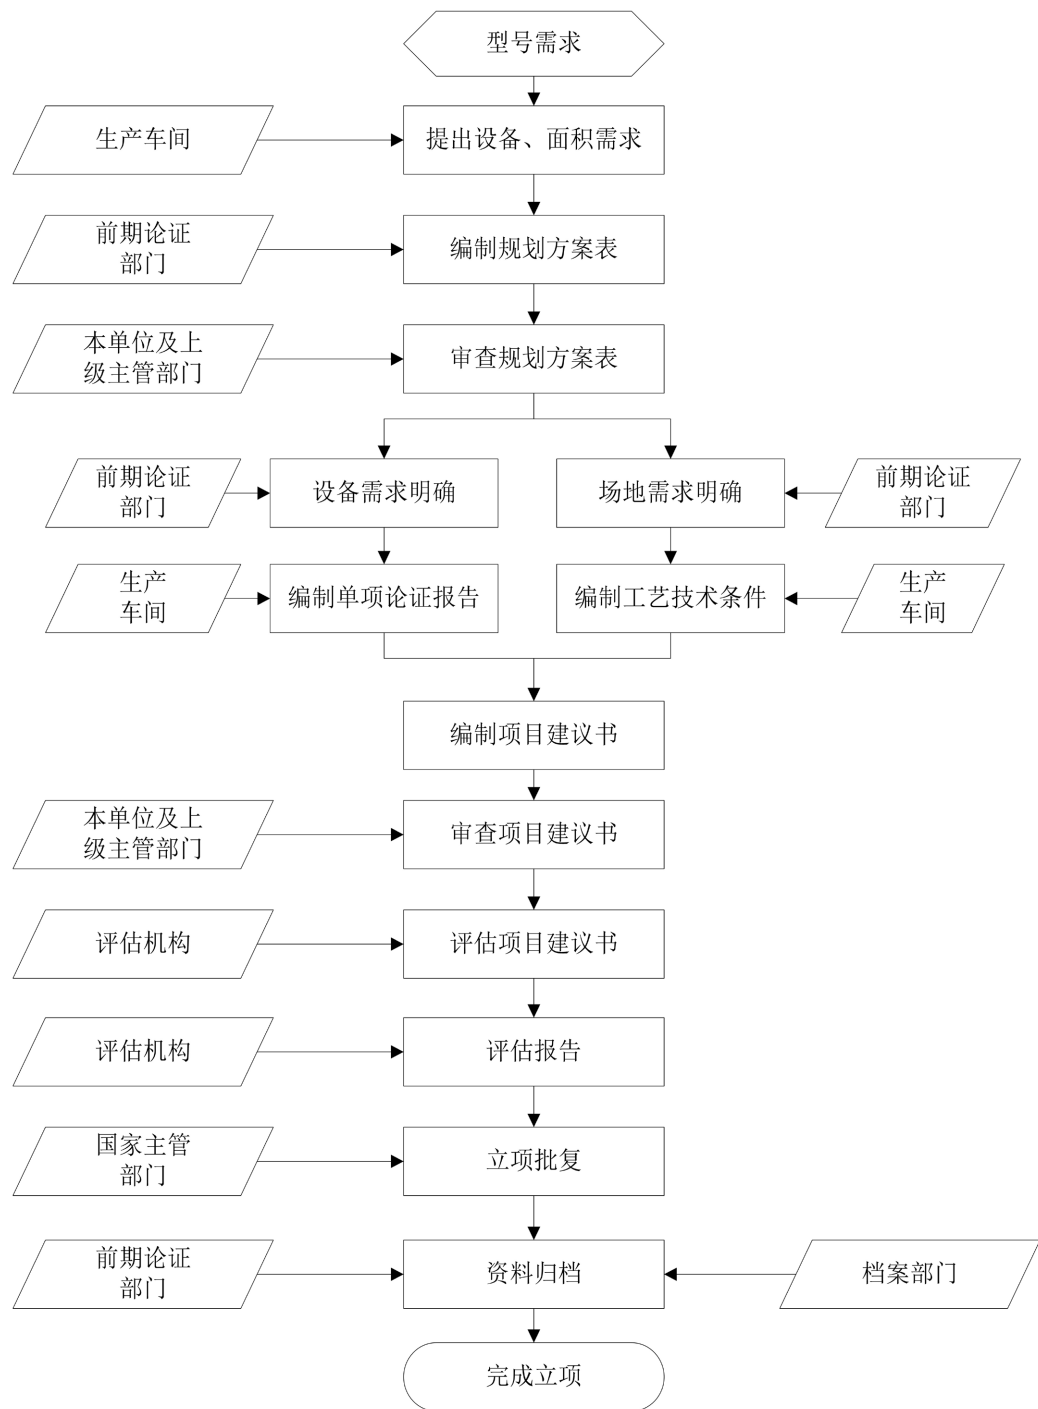 型号需求
生产车间
提出设备、面积需求
前期论证
部门
编制规划方案表
本单位及上
级主管部门
审查规划方案表
前期论证
部门
设备需求明确
场地需求明确
前期论证
部门
生产
车间
编制单项论证报告
编制工艺技术条件
生产
车间
编制项目建议书
本单位及上
级主管部门
审查项目建议书
评估机构
评估项目建议书
评估机构
评估报告
国家主管
部门
立项批复
前期论证
部门
资料归档
档案部门
完成立项